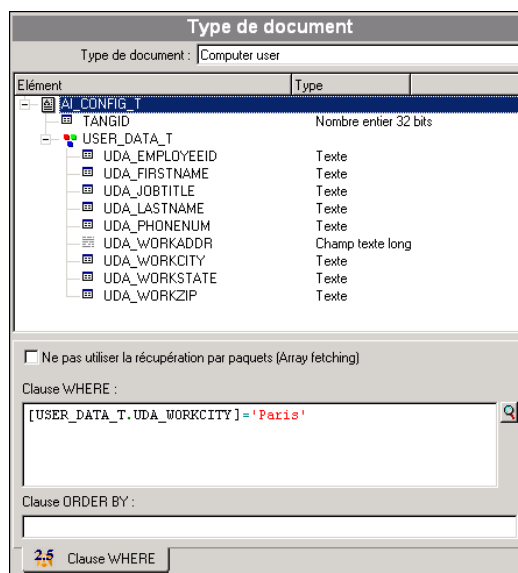 Type de document
Type de document : Computer user
Elément Type
AI_CONFIG_T
TANGID Nombre entier 32 bits
USER_DATA_T
UDA_EMPLOYEEID Texte
UDA_FIRSTNAME Texte
UDA_JOBTITLE Texte
UDA_LASTNAME Texte
UDA_PHONENUM Texte
UDA_WORKADDR Champ texte long
UDA_WORKCITY Texte
UDA_WORKSTATE Texte
UDA_WORKZIP Texte
Ne pas utiliser la récupération par paquets (Array fetching)
Clause WHERE :
[USER_DATA_T.UDA_WORKCITY]='Paris'
Clause ORDER BY :
2.5 Clause WHERE